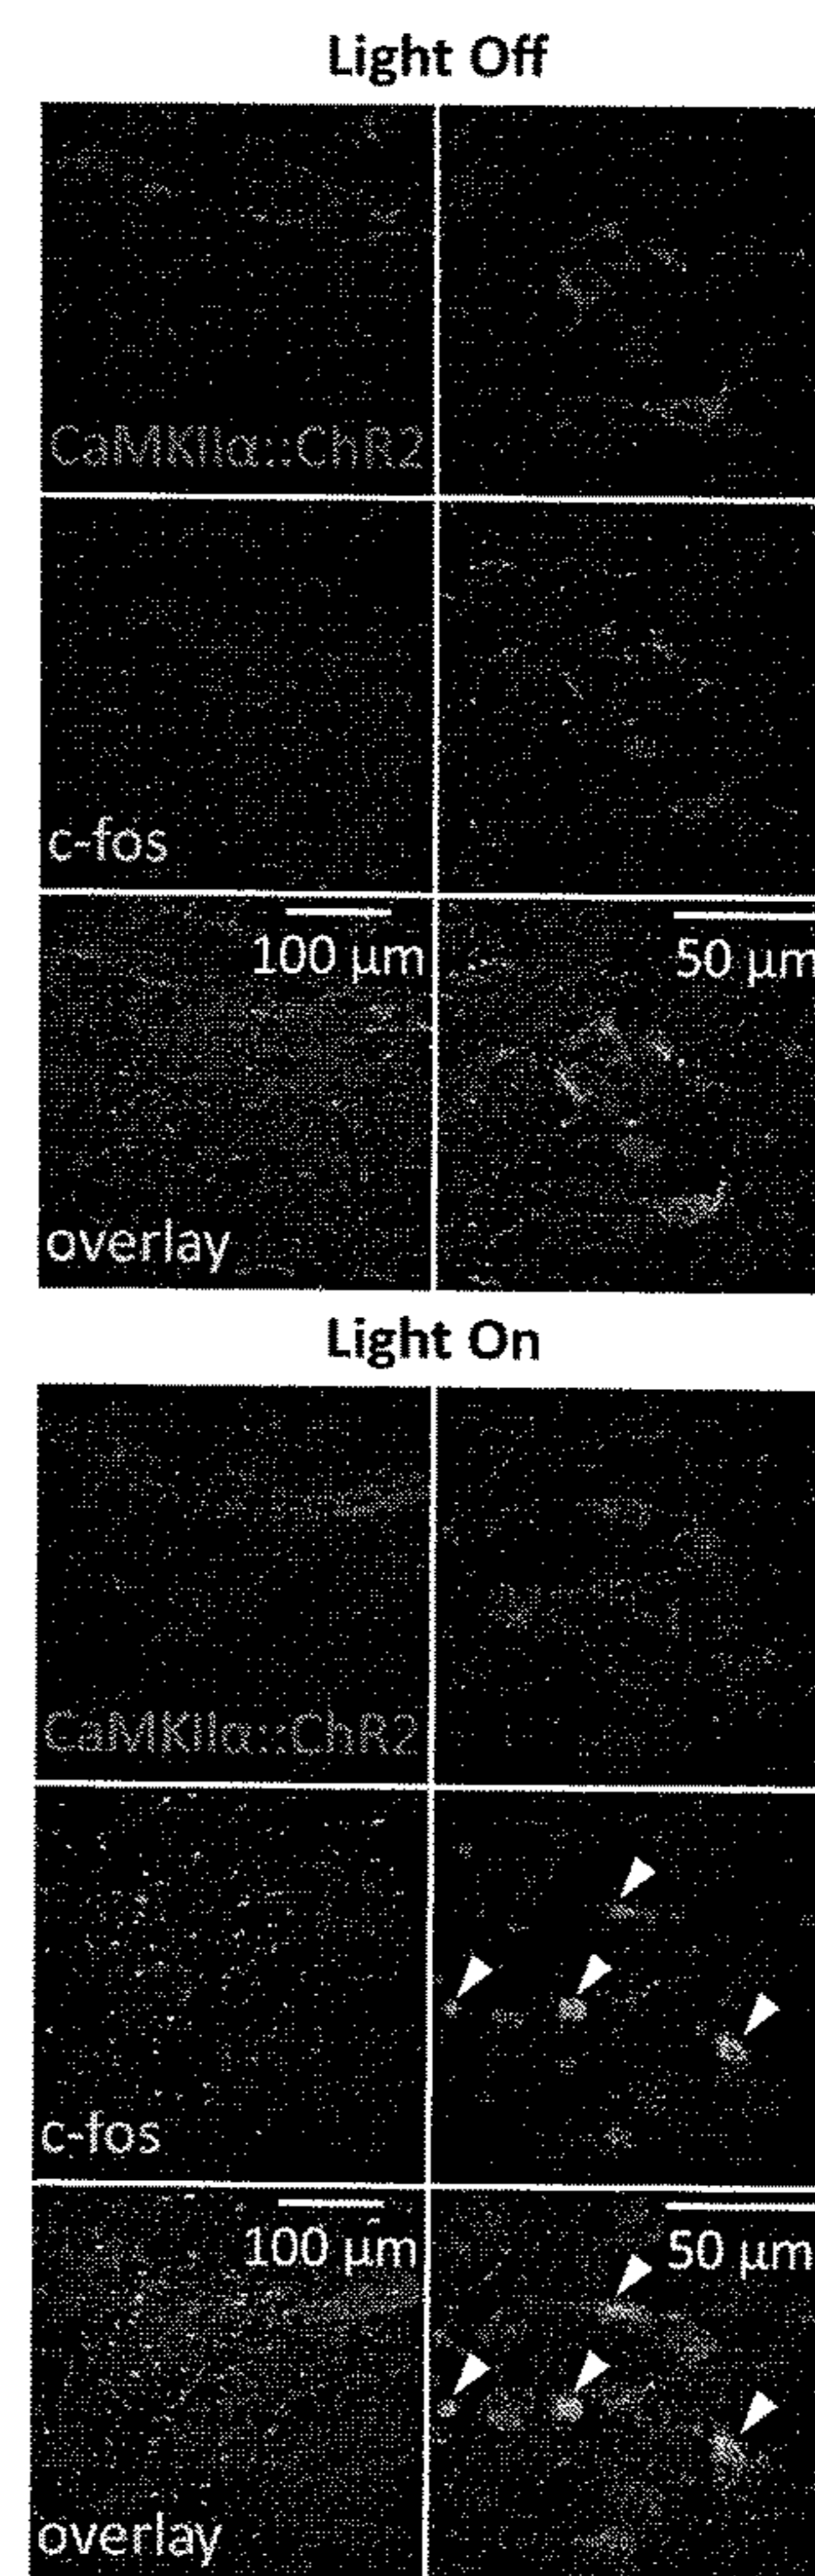 Light Off
CaMKIIα::ChR2
c-fos
100 μm
50 μm
overlay
Light On
CaMKIIα::ChR2
c-fos
100 μm
50 μm
overlay